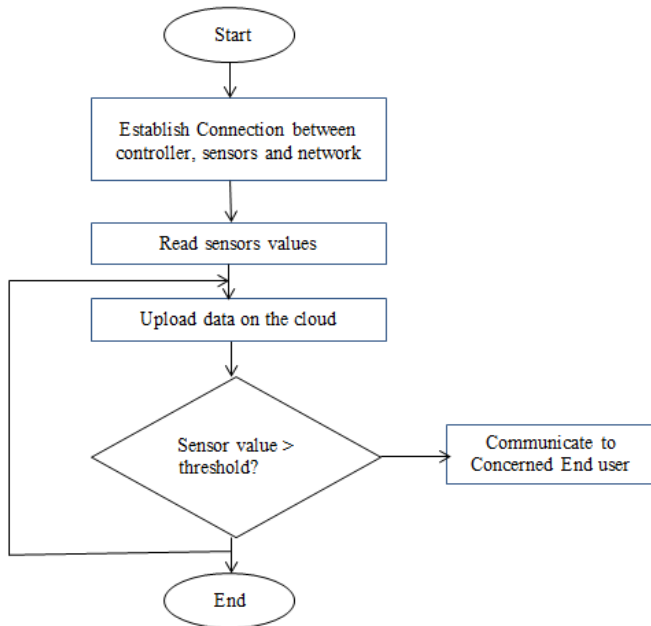 Start
Establish Connection between
controller, sensors and network
Read sensors values
Upload data on the cloud
Sensor value >
threshold?
Communicate to
Concerned End user
End